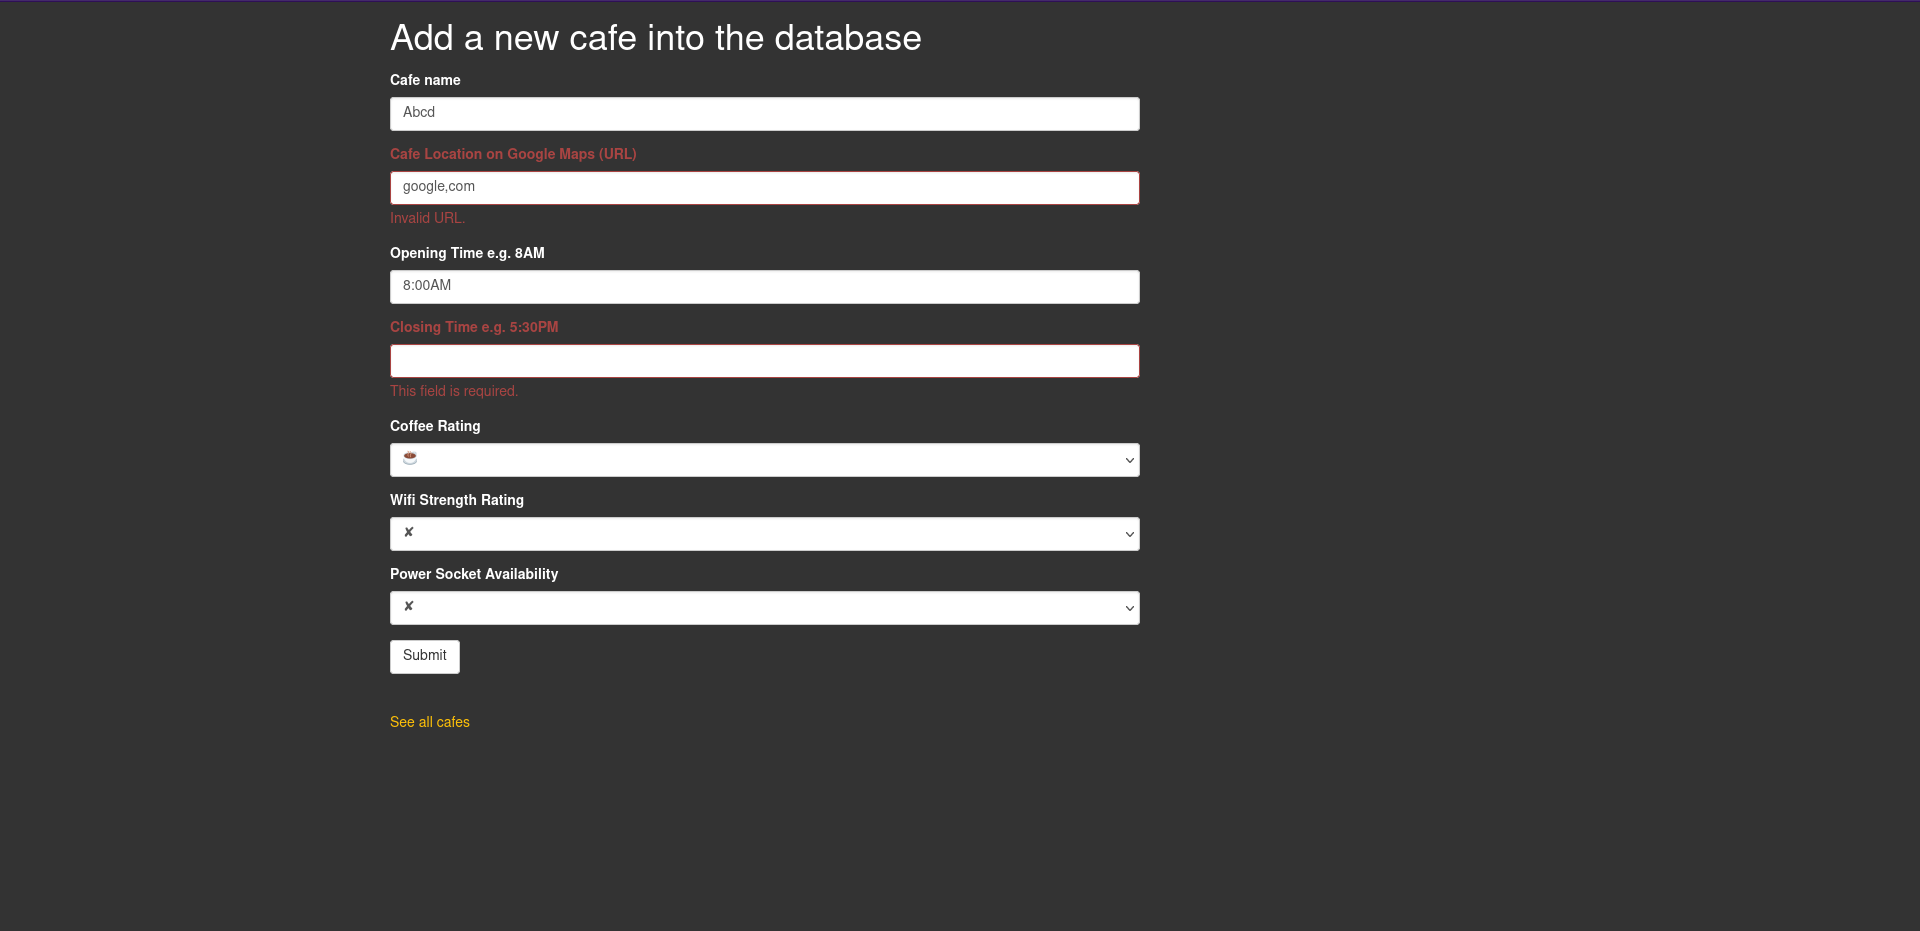 Add a new cafe into the database
Cafe name
Abcd
Cafe Location on Google Maps (URL)
google,com
Invalid URL.
Opening Time e.g. 8AM
8:00AM
Closing Time e.g. 5:30PM
This field is required.
Coffee Rating
☕
Wifi Strength Rating
✘
Power Socket Availability
✘
Submit
See all cafes